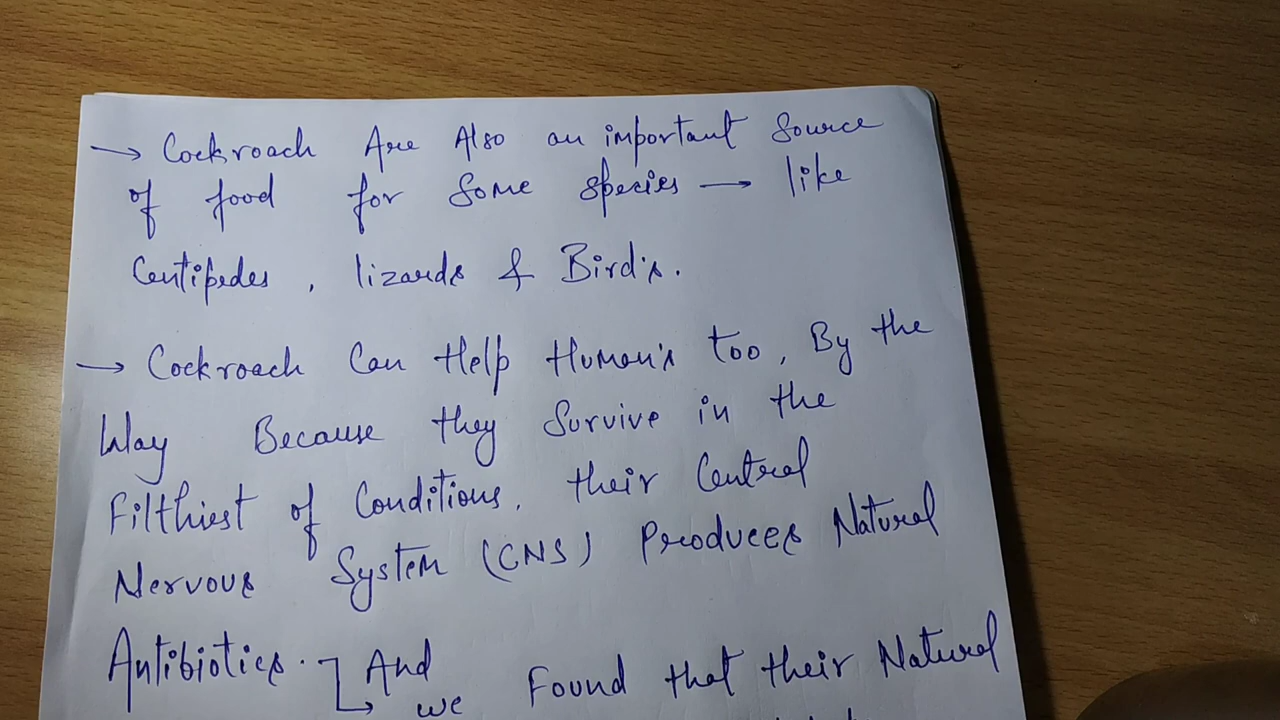 → Cockroach Are Also an important Source
of food for Some species → like
Centipedes, lizards & Bird's.
→ Cockroach Can Help Human's Too, By the
Way Because they Survive in the
Filthiest of Conditions, their Central
Nervous System (CNS) Produces Natural
Antibiotics. And
we Found that their Natural